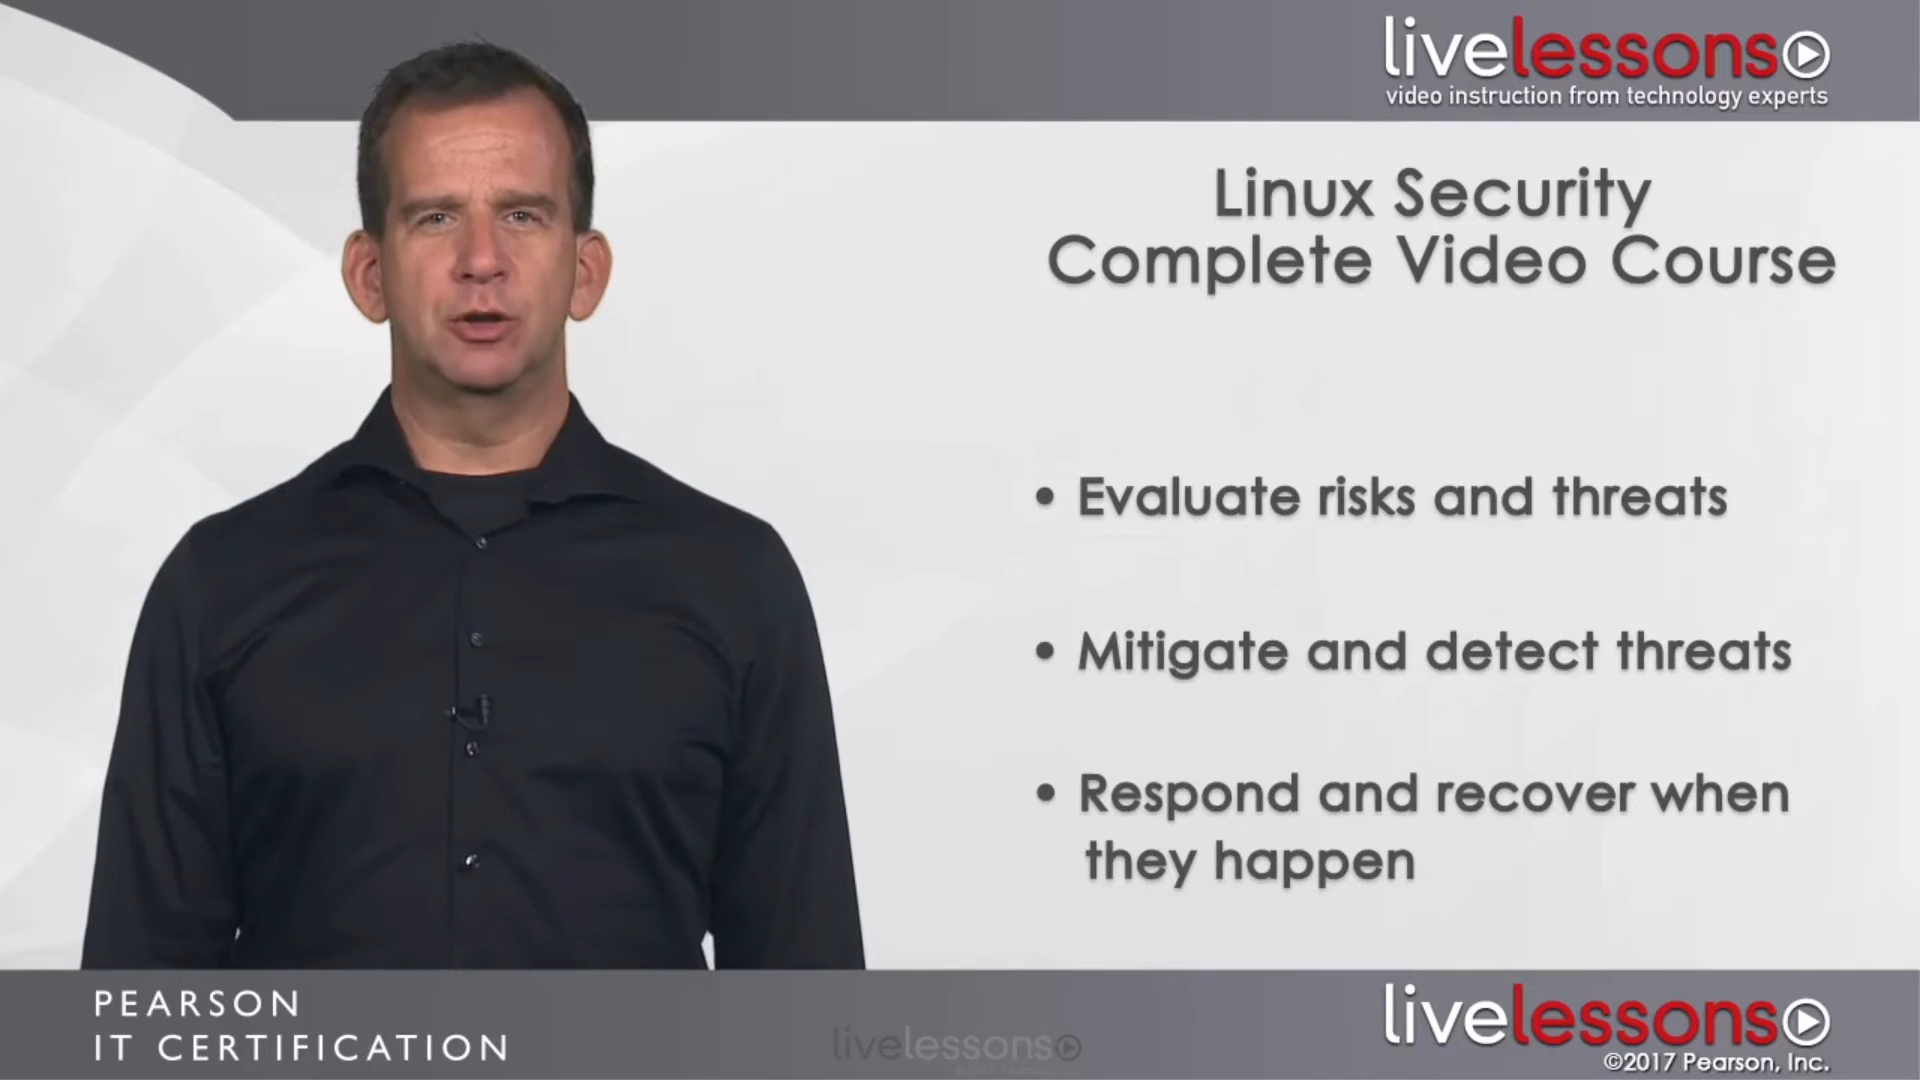 livelessons
video instruction from technology experts
Linux Security
Complete Video Course
• Evaluate risks and threats
• Mitigate and detect threats
• Respond and recover when
they happen
PEARSON
IT CERTIFICATION
livelessons
livelessons
©2017 Pearson, Inc.